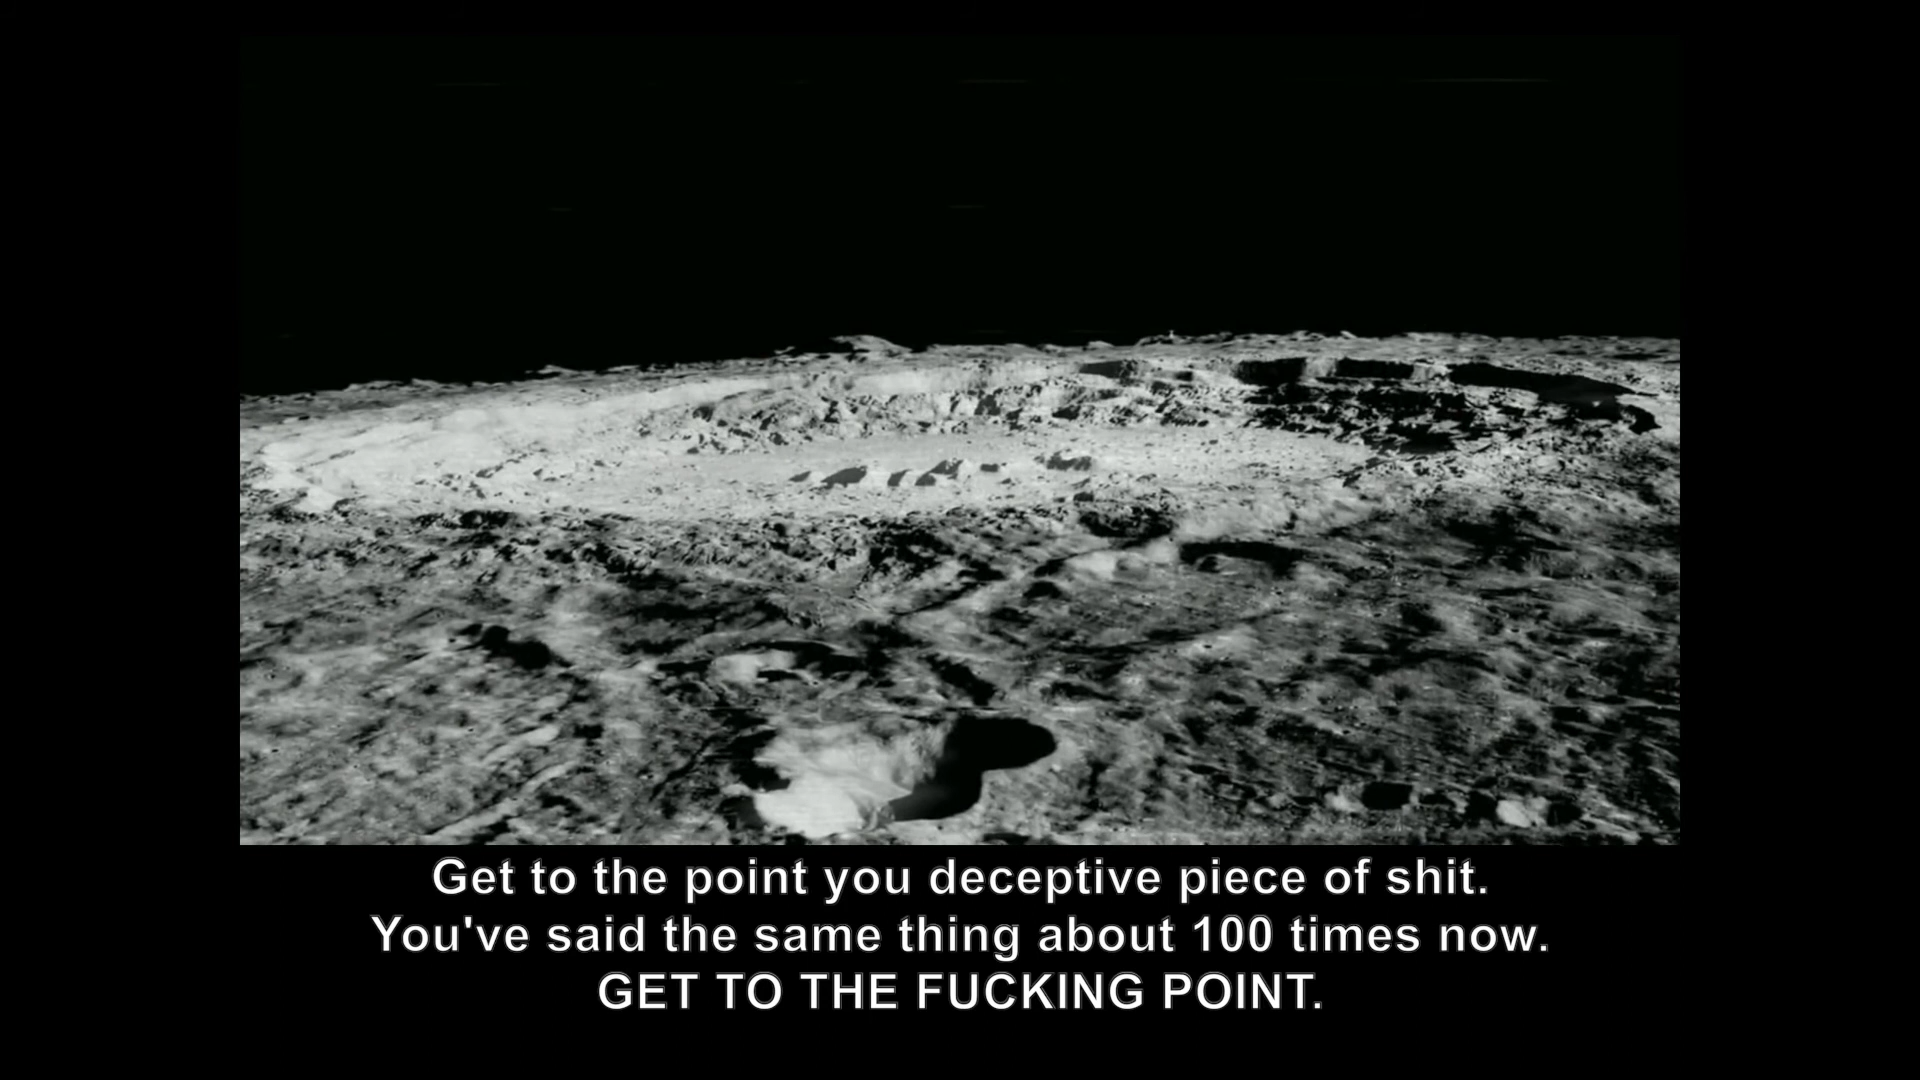 Get to the point you deceptive piece of shit.
You've said the same thing about 100 times now.
GET TO THE FUCKING POINT.